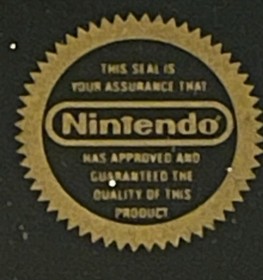 THIS SEAL IS
YOUR ASSURANCE THAT
Nintendo®
HAS APPROVED AND
GUARANTEED THE
QUALITY OF THIS
PRODUCT